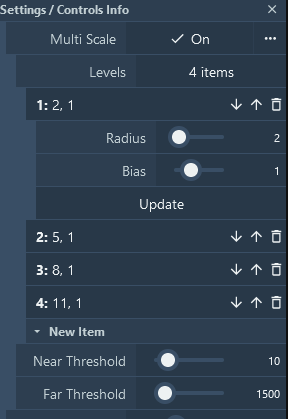 Settings / Controls Info
Multi Scale On
Levels 4 items
1: 2, 1
Radius 2
Bias 1
Update
2: 5, 1
3: 8, 1
4: 11, 1
New Item
Near Threshold 10
Far Threshold 1500